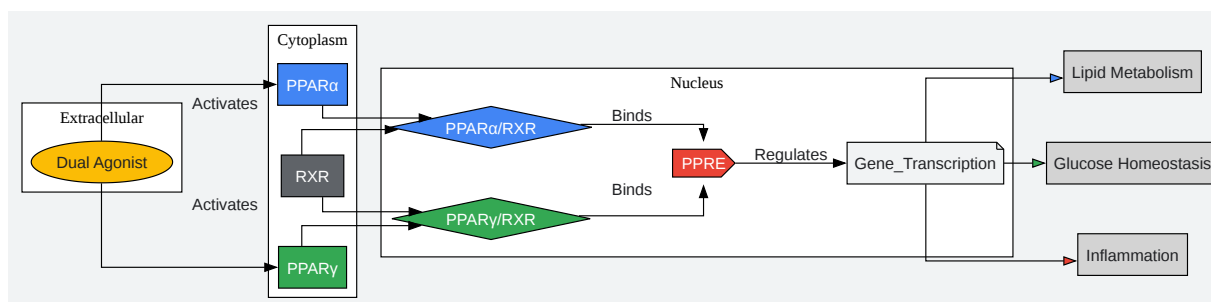 Cytoplasm
Extracellular
Dual Agonist
Activates
Activates
PPARα
RXR
PPARγ
Nucleus
PPARα/RXR
PPARγ/RXR
Binds
Binds
PPRE
Regulates
Gene_Transcription
Lipid Metabolism
Glucose Homeostasis
Inflammation